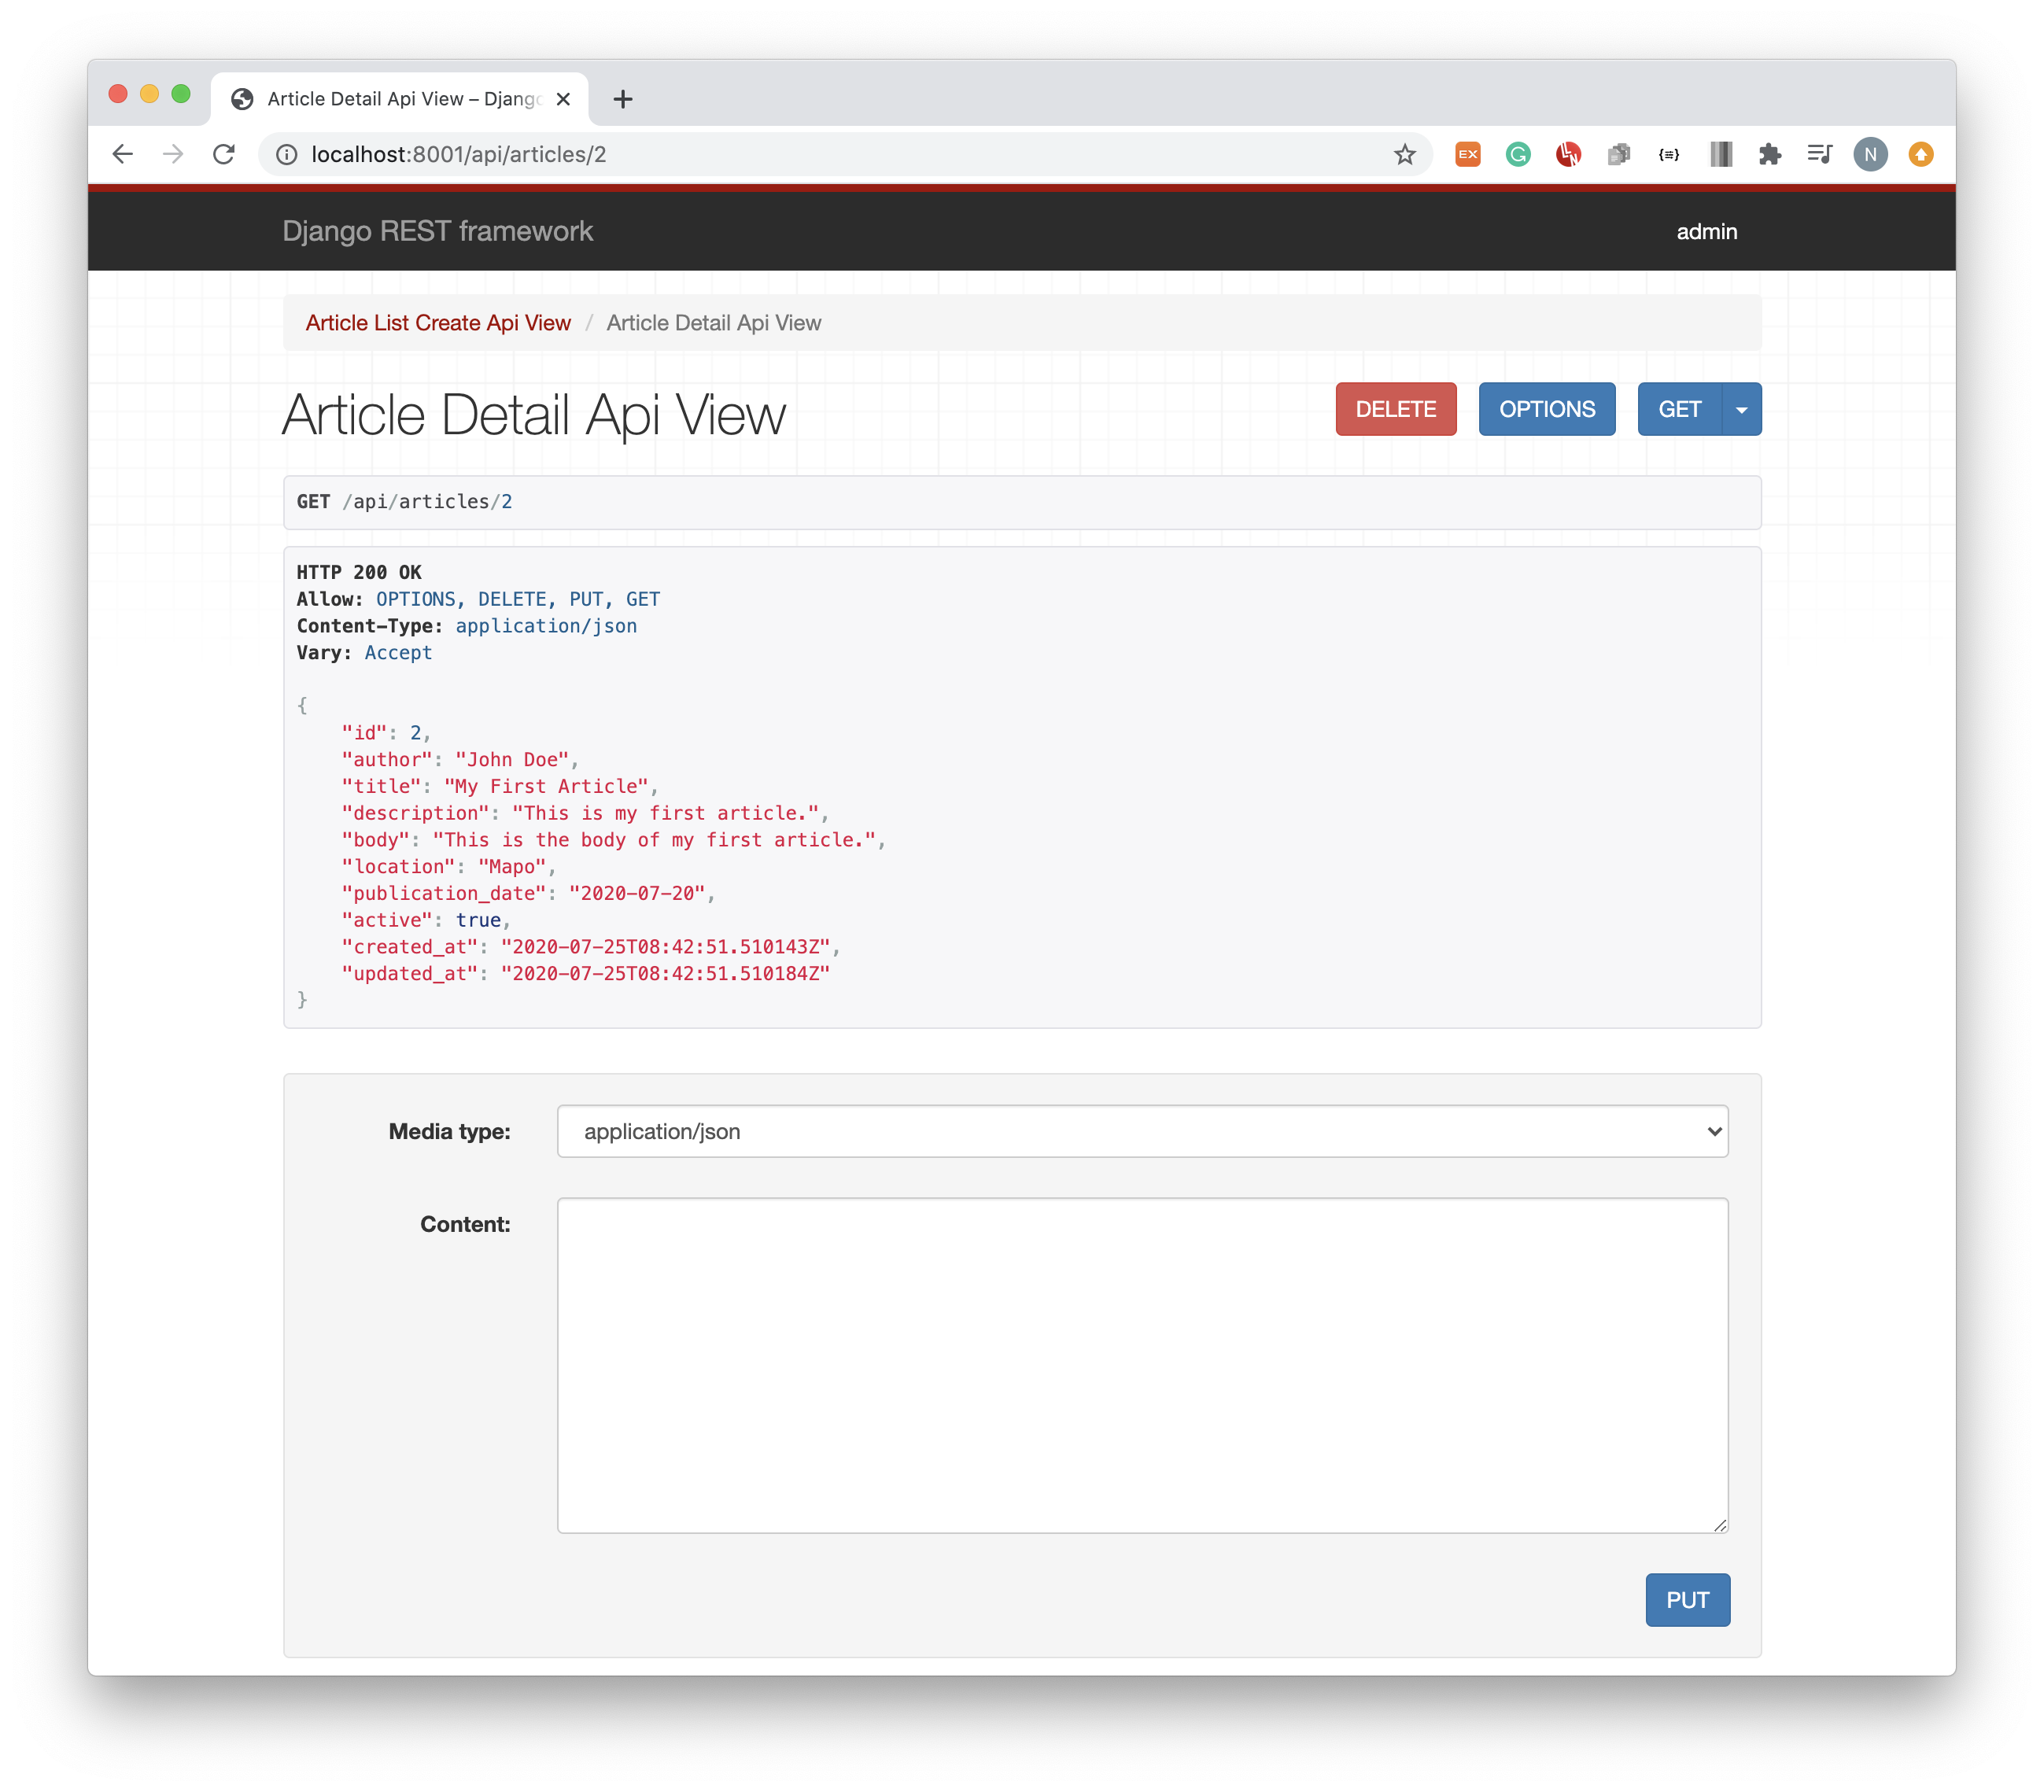 Article Detail Api View – Django
localhost:8001/api/articles/2
EX
G
LN
{≡}
N
Django REST framework
admin
Article List Create Api View / Article Detail Api View
Article Detail Api View
DELETE
OPTIONS
GET
GET /api/articles/2
HTTP 200 OK
Allow: OPTIONS, DELETE, PUT, GET
Content-Type: application/json
Vary: Accept
{
    "id": 2,
    "author": "John Doe",
    "title": "My First Article",
    "description": "This is my first article.",
    "body": "This is the body of my first article.",
    "location": "Mapo",
    "publication_date": "2020-07-20",
    "active": true,
    "created_at": "2020-07-25T08:42:51.510143Z",
    "updated_at": "2020-07-25T08:42:51.510184Z"
}
Media type:
application/json
Content:
PUT